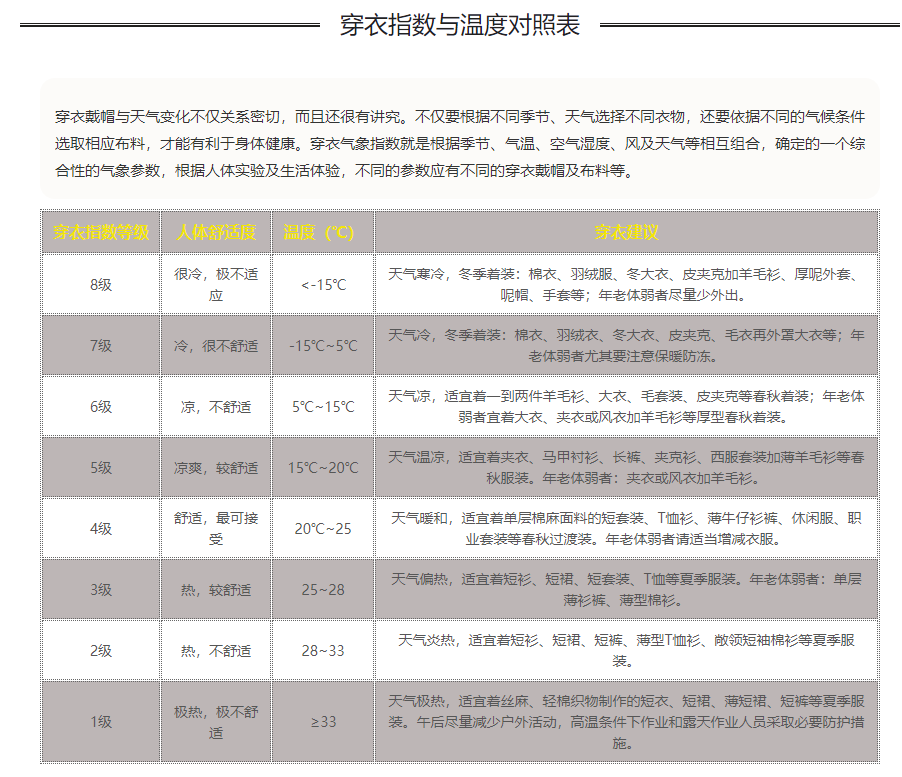 穿衣指数与温度对照表
穿衣戴帽与天气变化不仅关系密切，而且还很有讲究。不仅要根据不同季节、天气选择不同衣物，还要依据不同的气候条件
选取相应布料，才能有利于身体健康。穿衣气象指数就是根据季节、气温、空气湿度、风及天气等相互组合，确定的一个综
合性的气象参数，根据人体实验及生活体验，不同的参数应有不同的穿衣戴帽及布料等。
穿衣指数等级 人体舒适度 温度（℃） 穿衣建议
8级
很冷，极不适
应
<-15℃
天气寒冷，冬季着装：棉衣、羽绒服、冬大衣、皮夹克加羊毛衫、厚呢外套、
呢帽、手套等；年老体弱者尽量少外出。
7级
冷，很不舒适
-15℃~5℃
天气冷，冬季着装：棉衣、羽绒衣、冬大衣、皮夹克、毛衣再外罩大衣等；年
老体弱者尤其要注意保暖防冻。
6级
凉，不舒适
5℃~15℃
天气凉，适宜着一到两件羊毛衫、大衣、毛套装、皮夹克等春秋着装；年老体
弱者宜着大衣、夹衣或风衣加羊毛衫等厚型春秋着装。
5级
凉爽，较舒适
15℃~20℃
天气温凉，适宜着夹衣、马甲衬衫、长裤、夹克衫、西服套装加薄羊毛衫等春
秋服装。年老体弱者：夹衣或风衣加羊毛衫。
4级
舒适，最可接
受
20℃~25
天气暖和，适宜着单层棉麻面料的短套装、T恤衫、薄牛仔衫裤、休闲服、职
业套装等春秋过渡装。年老体弱者请适当增减衣服。
3级
热，较舒适
25~28
天气偏热，适宜着短衫、短裙、短套装、T恤等夏季服装。年老体弱者：单层
薄衫裤、薄型棉衫。
2级
热，不舒适
28~33
天气炎热，适宜着短衫、短裙、短裤、薄型T恤衫、敞领短袖棉衫等夏季服
装。
1级
极热，极不舒
适
≥33
天气极热，适宜着丝麻、轻棉织物制作的短衣、短裙、薄短裙、短裤等夏季服
装。午后尽量减少户外活动，高温条件下作业和露天作业人员采取必要防护措
施。